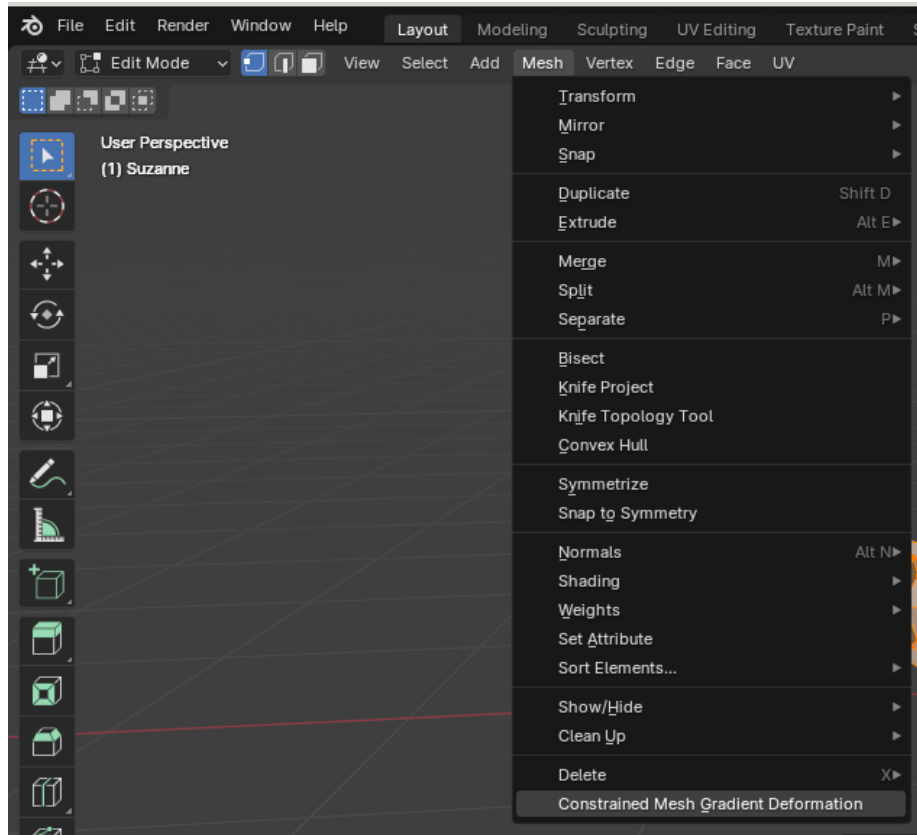 File Edit Render Window Help Layout Modeling Sculpting UV Editing Texture Paint
Edit Mode View Select Add Mesh Vertex Edge Face UV
User Perspective
(1) Suzanne
Transform
Mirror
Snap
Duplicate Shift D
Extrude Alt E
Merge M
Split Alt M
Separate P
Bisect
Knife Project
Knife Topology Tool
Convex Hull
Symmetrize
Snap to Symmetry
Normals Alt N
Shading
Weights
Set Attribute
Sort Elements...
Show/Hide
Clean Up
Delete X
Constrained Mesh Gradient Deformation